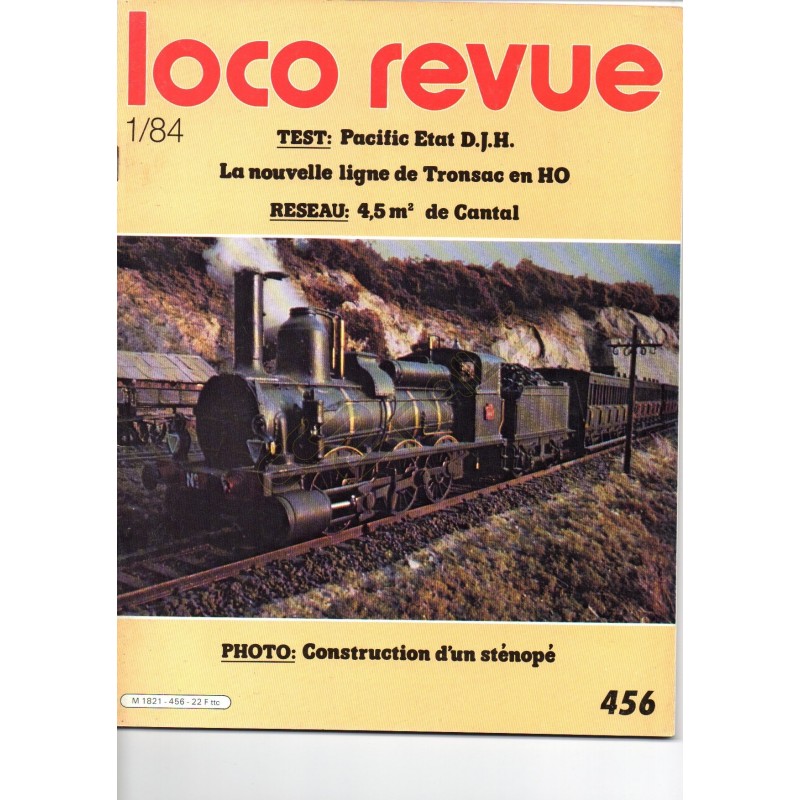 loco revue
1/84
TEST: Pacific Etat D.J.H.
La nouvelle ligne de Tronsac en HO
RESEAU: 4,5 m² de Cantal
Nº
PHOTO: Construction d'un sténopé
M 1821 - 456 - 22 F ttc
456